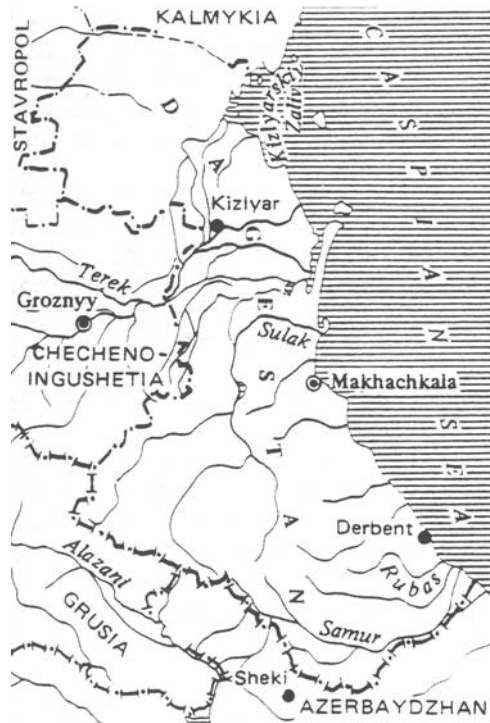 KALMYKIA
STAVROPOL
CASPIAN SEA
DAGESTAN
Kizlyarskiy
Zaliv
Kizlyar
Terek
Groznyy
Sulak
CHECHENO-
INGUSHETIA
Makhachkala
Derbent
Rubas
Alazani
GRUSIA
Samur
Sheki
AZERBAYDZHAN